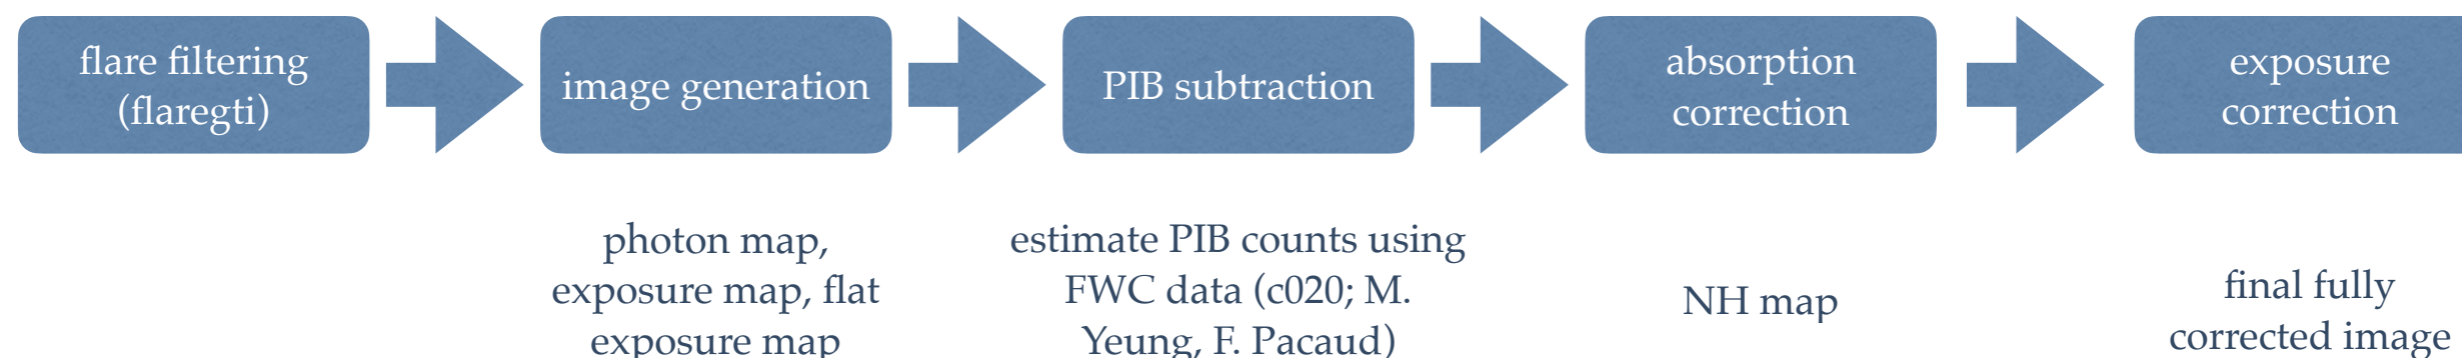 flare filtering
(flaregti)
image generation
PIB subtraction
absorption
correction
exposure
correction
photon map,
exposure map, flat
exposure map
estimate PIB counts using
FWC data (c020; M.
Yeung, F. Pacaud)
NH map
final fully
corrected image